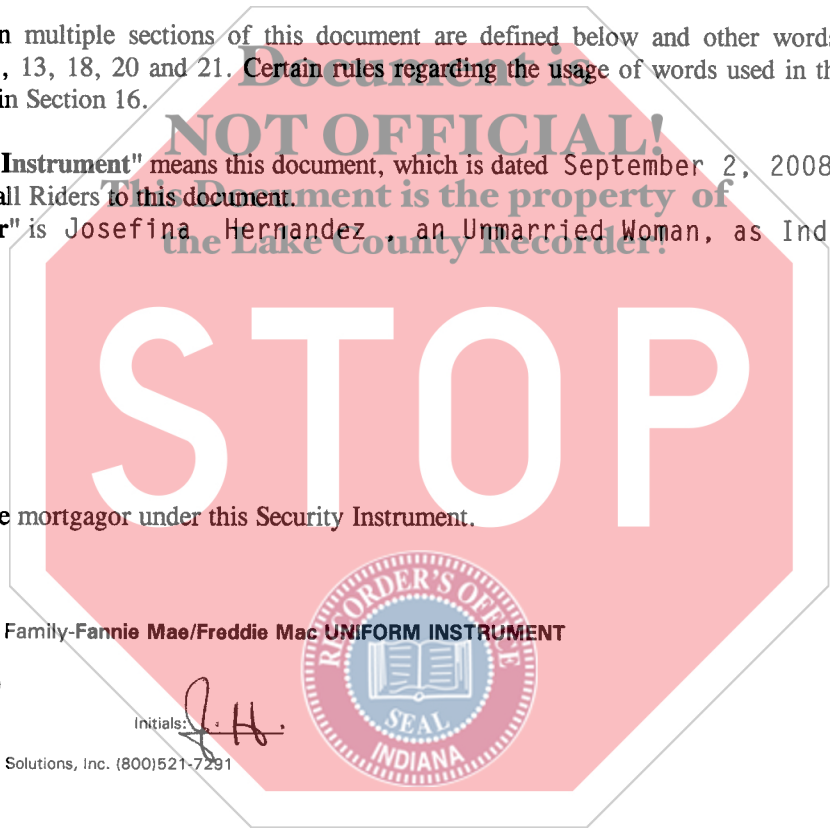 n multiple sections of this document are defined below and other words
, 13, 18, 20 and 21. Certain rules regarding the usage of words used in th
in Section 16.
Document is
NOT OFFICIAL!
Instrument" means this document, which is dated September 2, 2008
all Riders to this document.
This Document is the property of
r" is Josefina Hernandez , an Unmarried Woman, as Ind
the Lake County Recorder!
STOP
e mortgagor under this Security Instrument.
RECORDER'S OFFICE
SEAL
INDIANA
Family-Fannie Mae/Freddie Mac UNIFORM INSTRUMENT
Initials: J. H.
Solutions, Inc. (800)521-7291